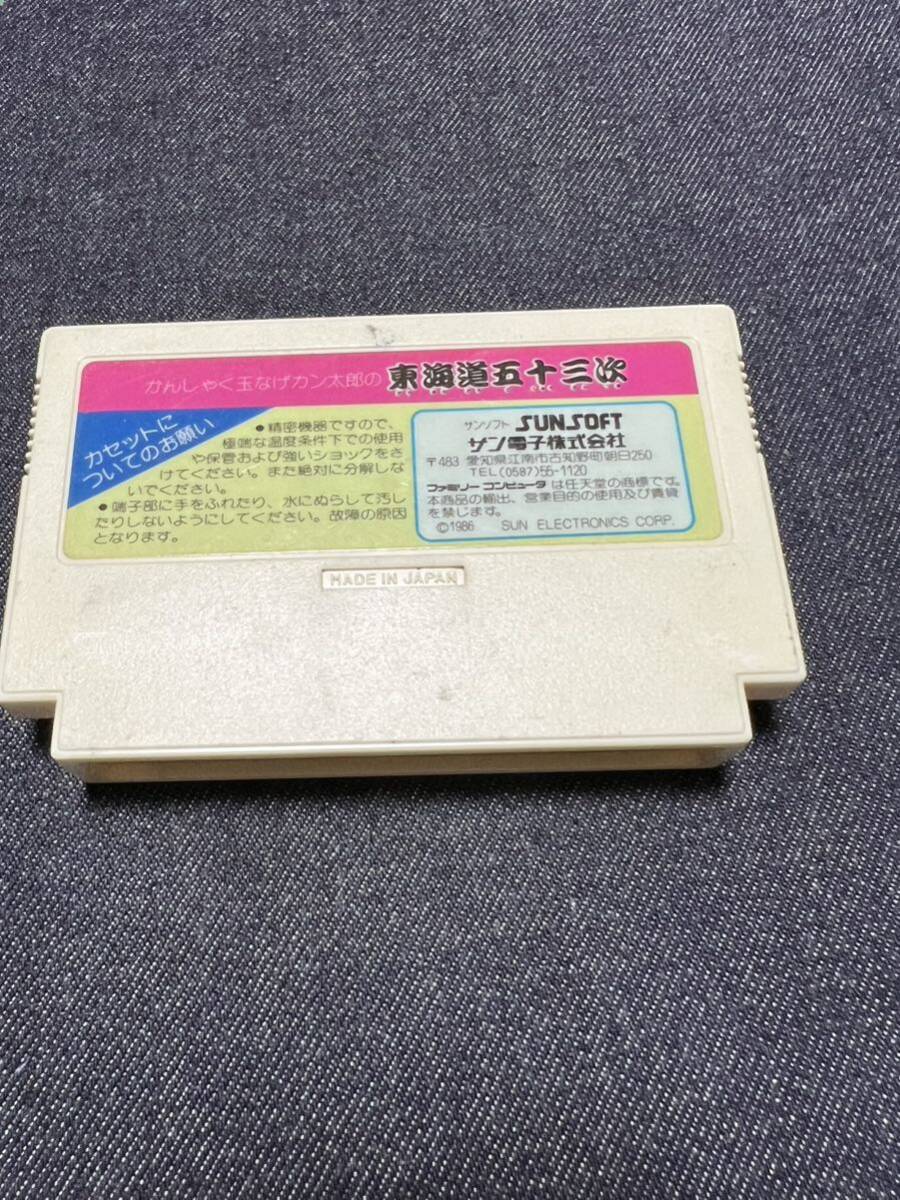 かんしゃく玉なげカン太郎の 東海道五十三次
カセットに
ついてのお願い
●精密機器ですので、
極端な温度条件下での使用
や保管および強いショックをさ
けてください。また絶対に分解しな
いでください。
●端子部に手をふれたり、水にぬらして汚し
たりしないようにしてください。故障の原因
となります。
サンソフト SUNSOFT
サン電子株式会社
〒483 愛知県江南市古知野町朝日250
TEL(0587)55-1120
ファミリーコンピュータ は任天堂の商標です。
本商品の輸出、営業目的の使用及び賃貸
を禁じます。
©1986 SUN ELECTRONICS CORP.
MADE IN JAPAN